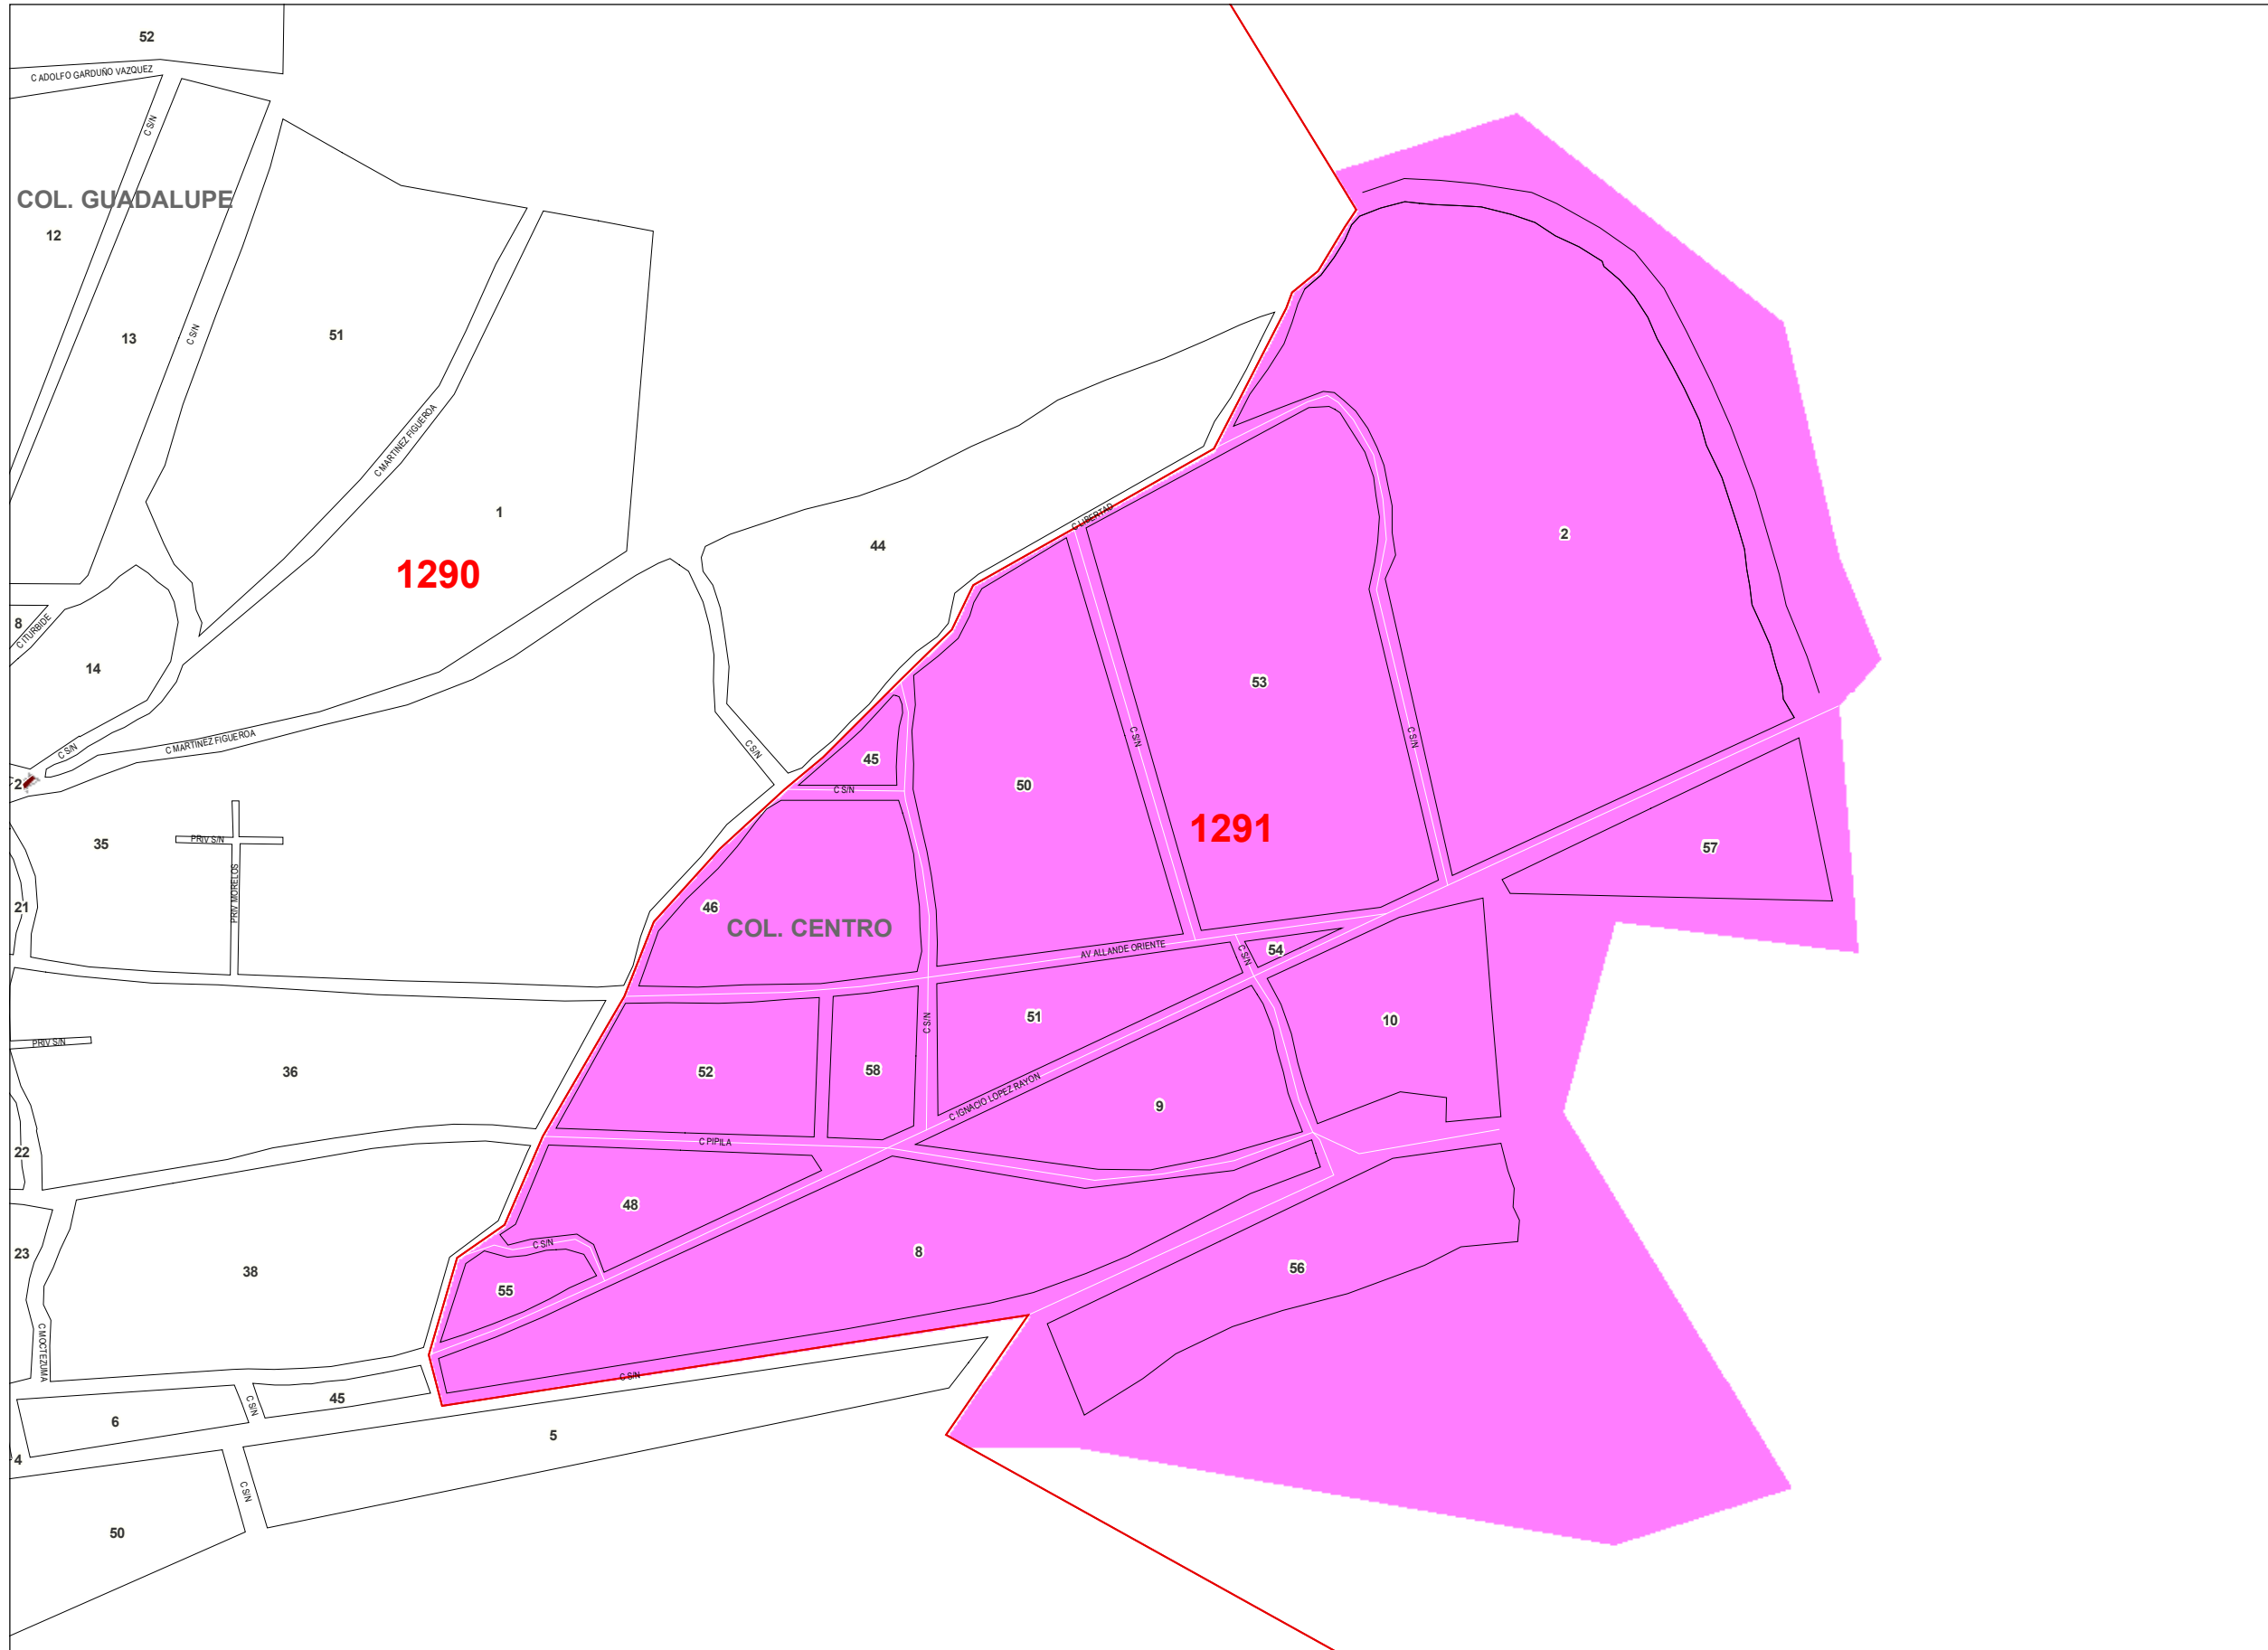 52
C ADOLFO GARDUÑO VAZQUEZ
C S/N
COL. GUADALUPE
12
13
C S/N
51
C MARTINEZ FIGUEROA
1
1290
44
C LIBERTAD
2
8
C ITURBIDE
14
53
C S/N
C MARTINEZ FIGUEROA
C S/N
C S/N
C S/N
45
C S/N
50
2
35
PRIV S/N
PRIV MORELOS
1291
57
21
46
COL. CENTRO
AV ALLANDE ORIENTE
C S/N
54
51
C S/N
10
PRIV S/N
36
52
58
C IGNACIO LOPEZ RAYON
9
C PIPILA
22
48
C S/N
23
38
55
8
56
C MOCTEZUMA
C S/N
45
C S/N
6
5
4
C S/N
50